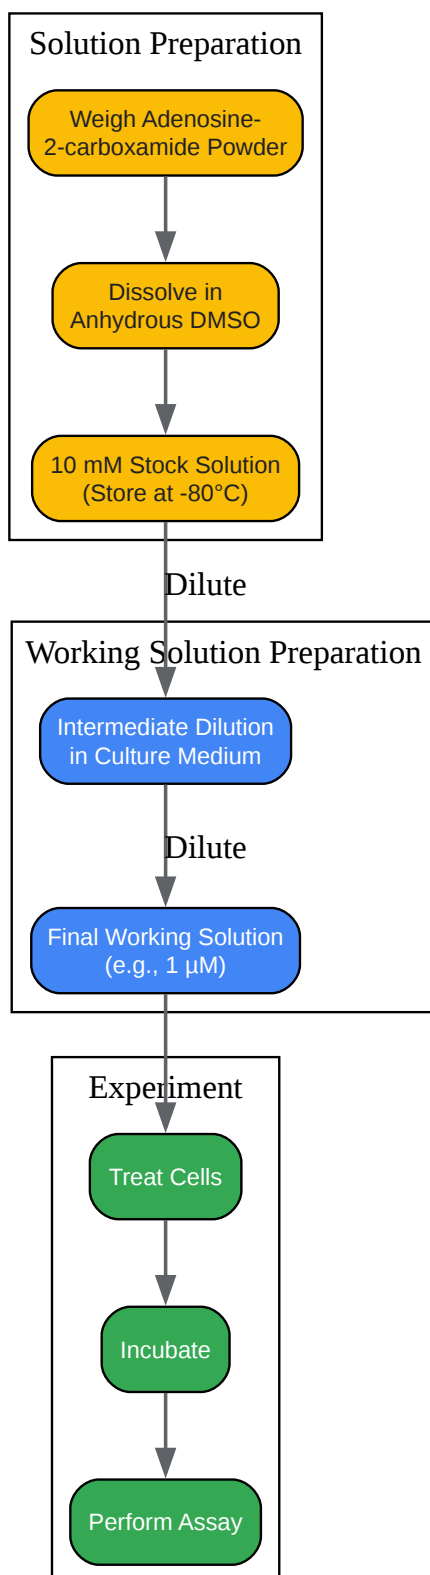 Solution Preparation
Weigh Adenosine-
2-carboxamide Powder
Dissolve in
Anhydrous DMSO
10 mM Stock Solution
(Store at -80°C)
Dilute
Working Solution Preparation
Intermediate Dilution
in Culture Medium
Dilute
Final Working Solution
(e.g., 1 µM)
Experiment
Treat Cells
Incubate
Perform Assay